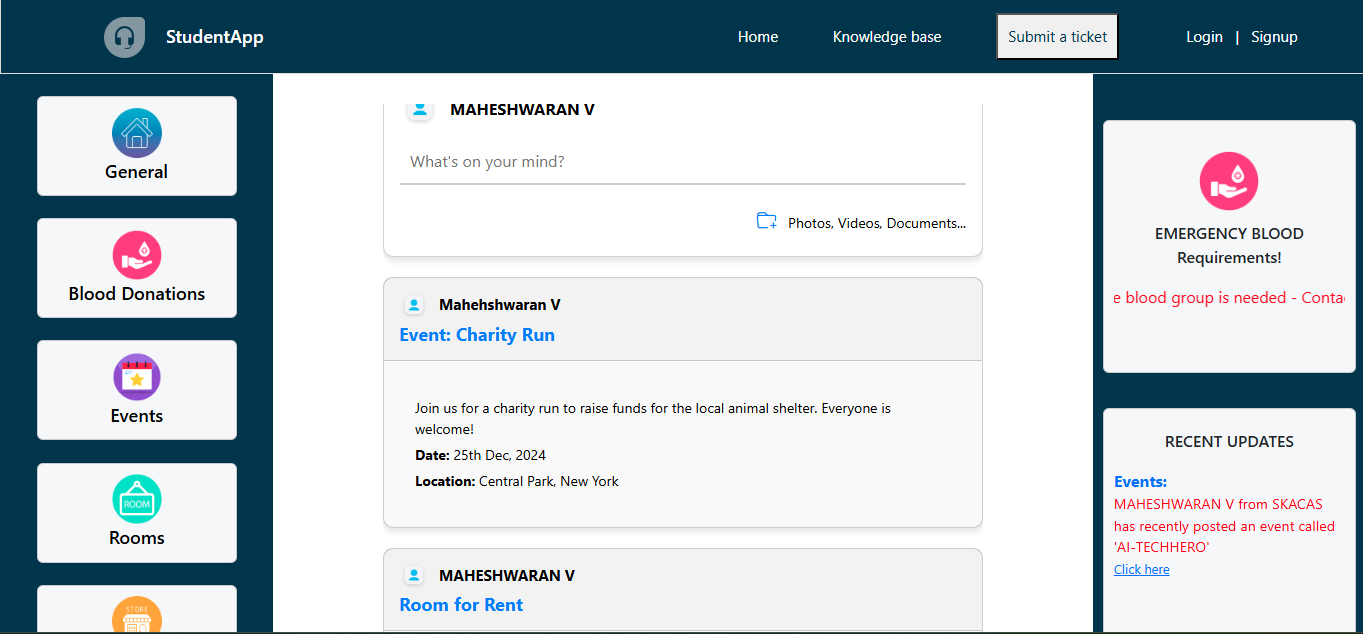 StudentApp
Home
Knowledge base
Submit a ticket
Login | Signup
General
Blood Donations
Events
ROOM
Rooms
STORE
MAHESHWARAN V
What's on your mind?
Photos, Videos, Documents...
Mahehshwaran V
Event: Charity Run
Join us for a charity run to raise funds for the local animal shelter. Everyone is
welcome!
Date: 25th Dec, 2024
Location: Central Park, New York
MAHESHWARAN V
Room for Rent
EMERGENCY BLOOD
Requirements!
e blood group is needed - Conta
RECENT UPDATES
Events:
MAHESHWARAN V from SKACAS
has recently posted an event called
'AI-TECHHERO'
Click here